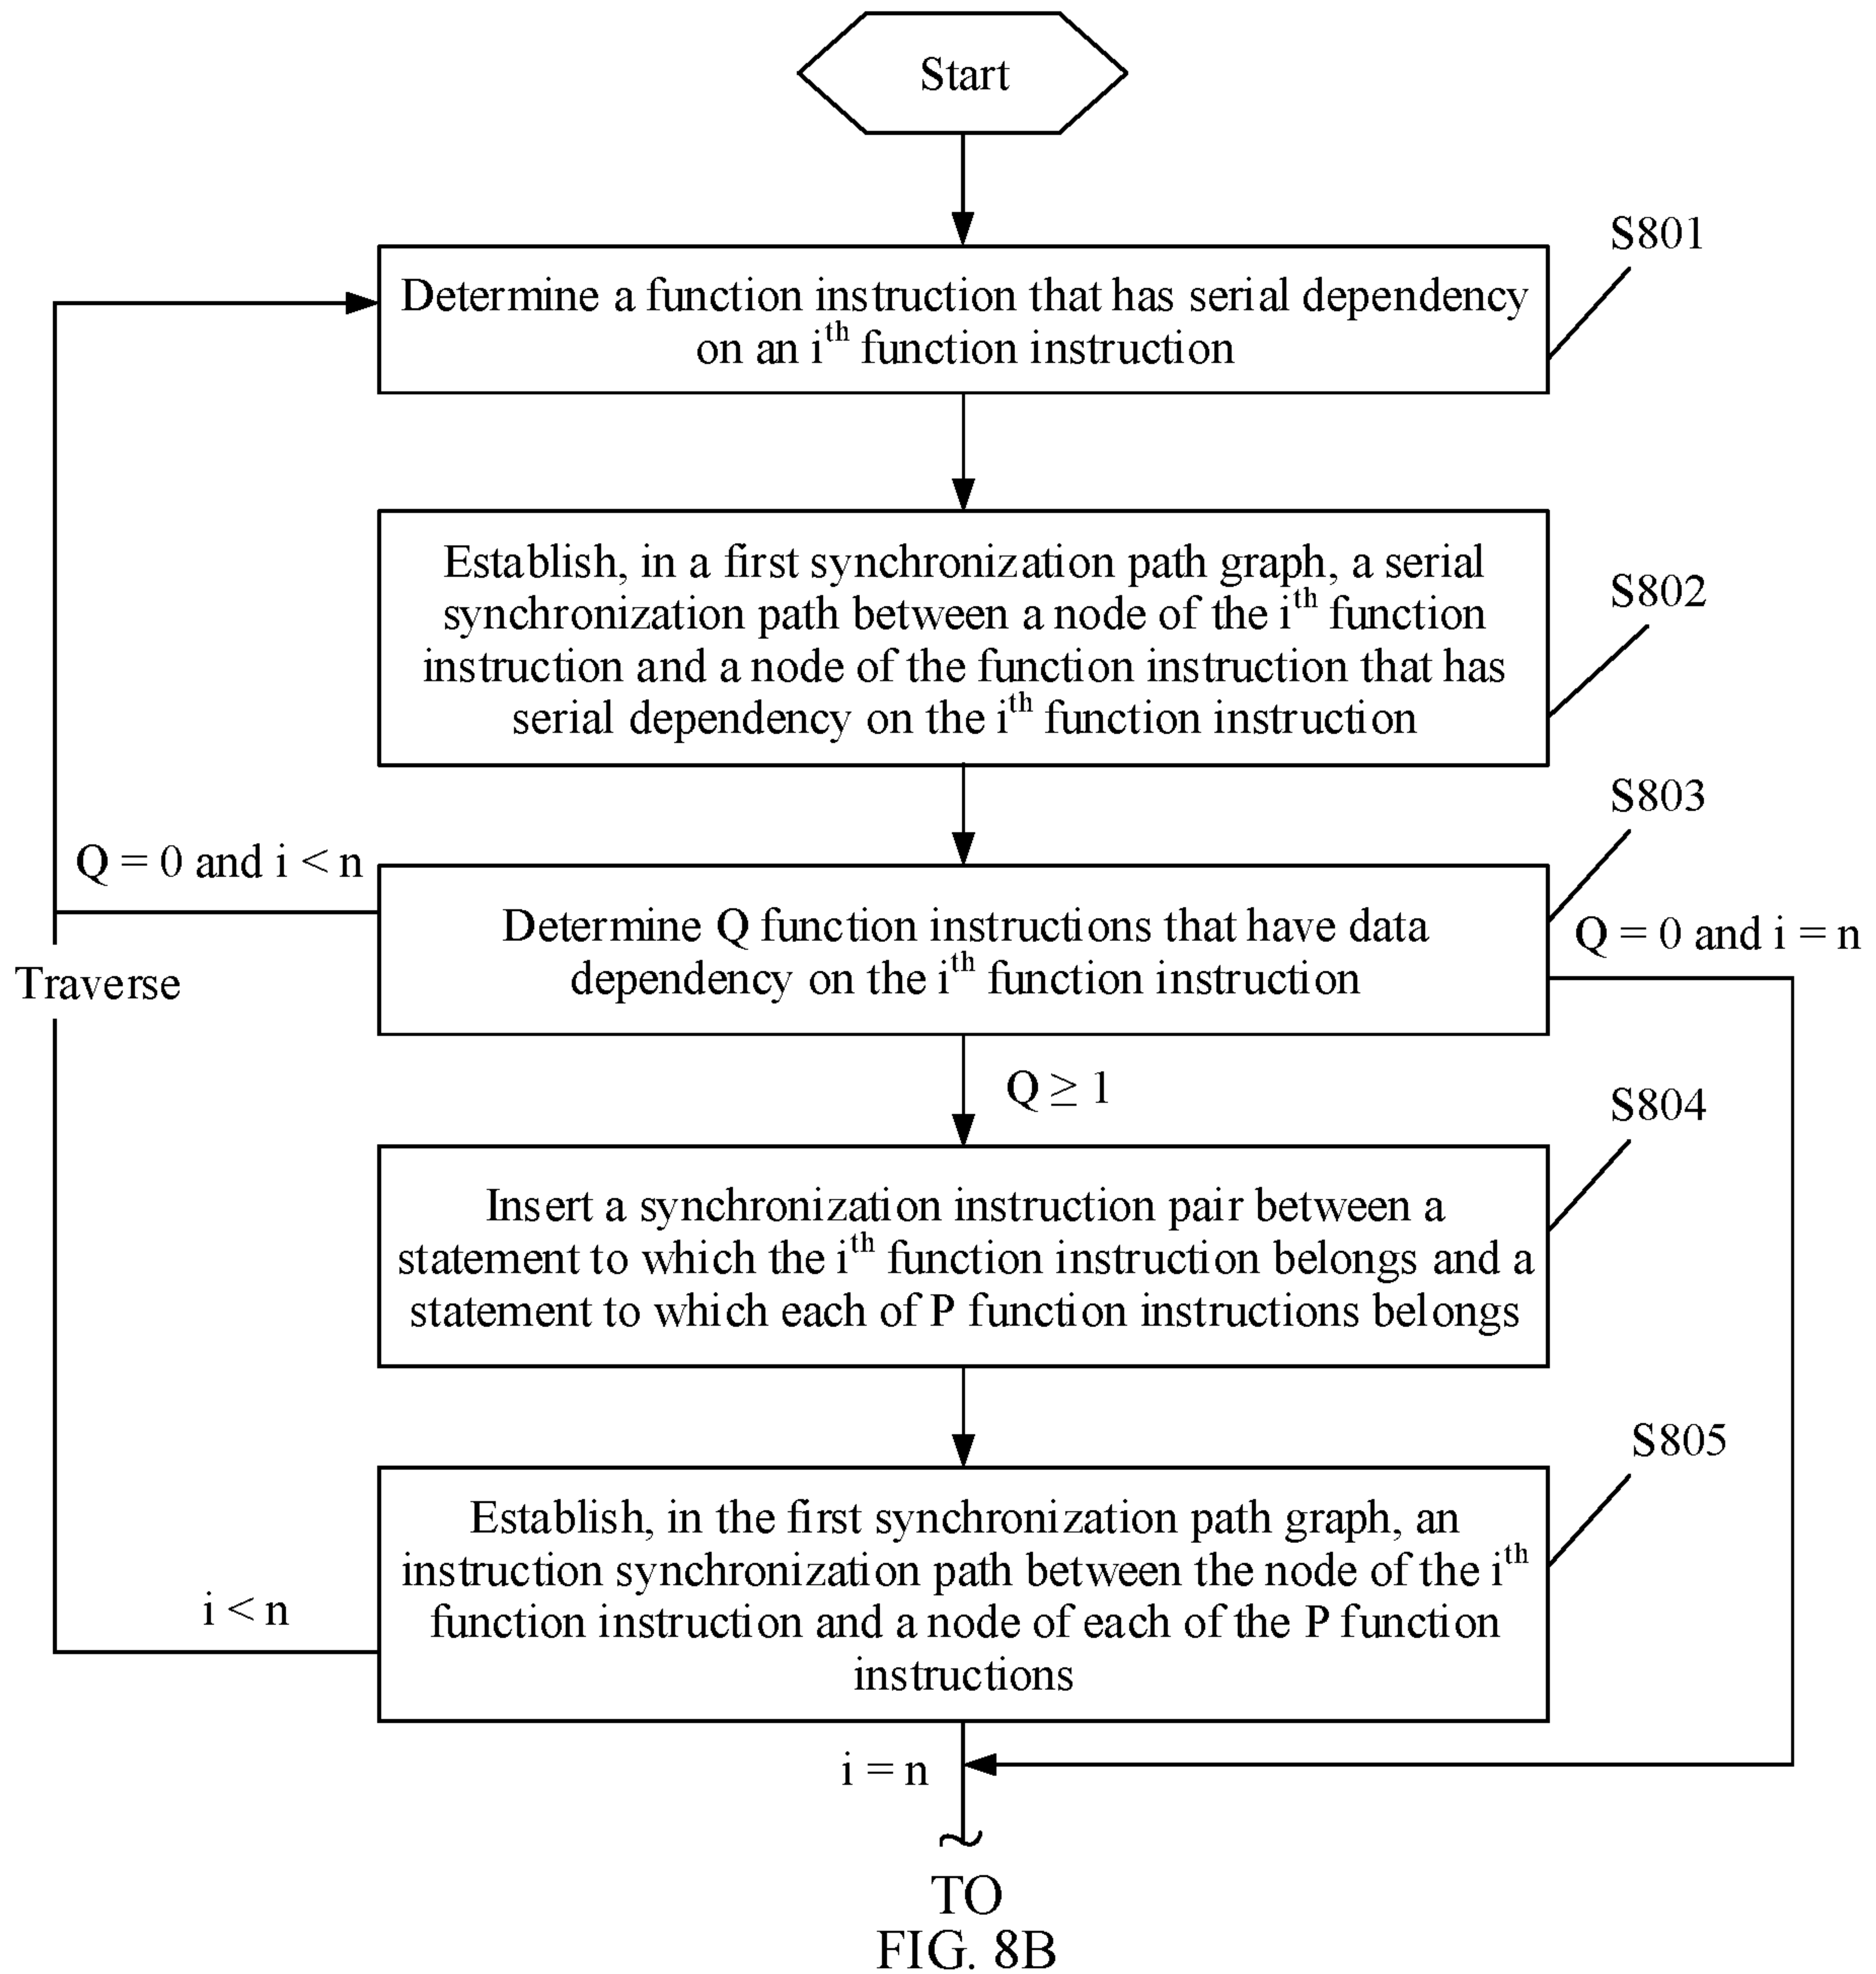 Start
S801
Determine a function instruction that has serial dependency
on an ith function instruction
Establish, in a first synchronization path graph, a serial
synchronization path between a node of the ith function
instruction and a node of the function instruction that has
serial dependency on the ith function instruction
S802
S803
Q = 0 and i < n
Determine Q function instructions that have data
dependency on the ith function instruction
Q = 0 and i = n
Traverse
Q ≥ 1
S804
Insert a synchronization instruction pair between a
statement to which the ith function instruction belongs and a
statement to which each of P function instructions belongs
S805
Establish, in the first synchronization path graph, an
instruction synchronization path between the node of the ith
function instruction and a node of each of the P function
instructions
i < n
i = n
TO
FIG. 8B